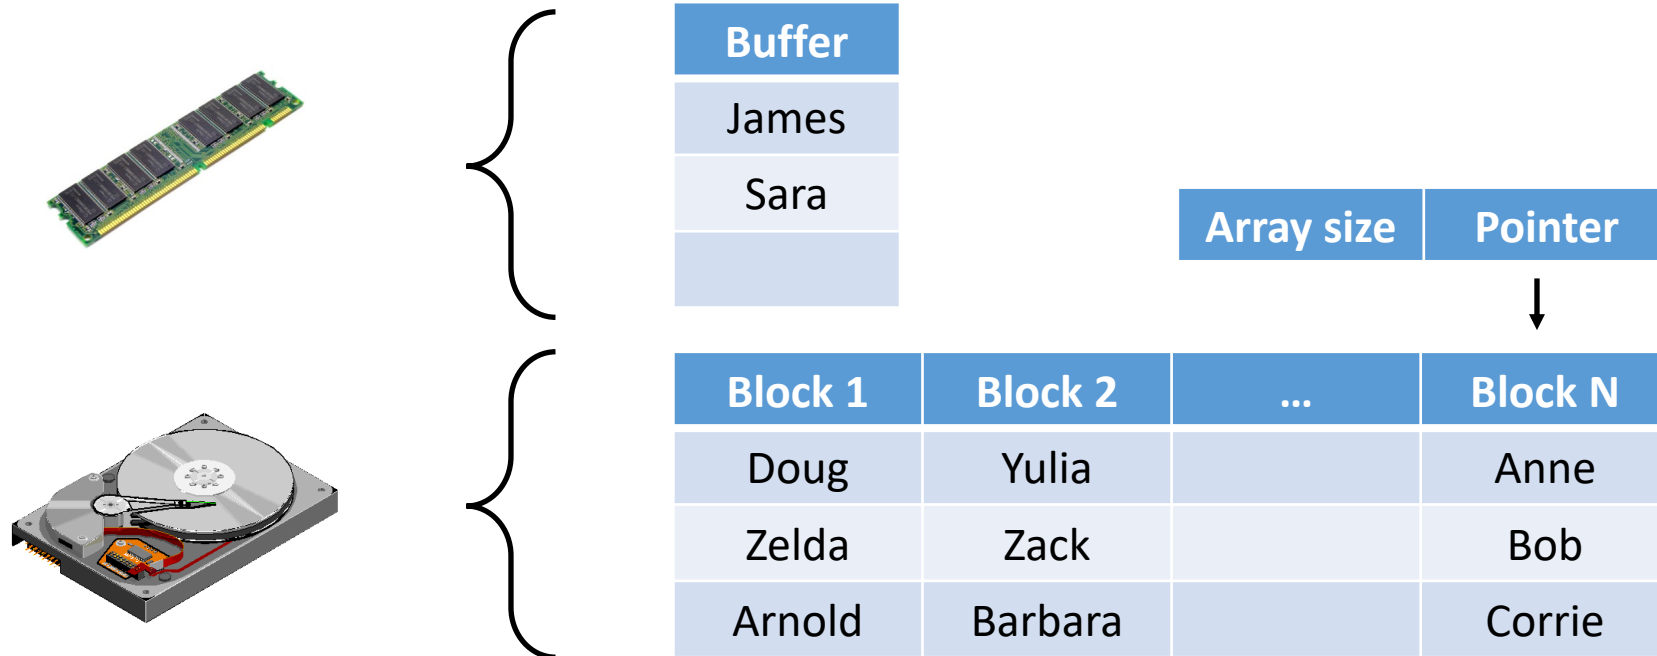 Buffer
James
Sara
Array size Pointer
Block 1 Block 2 ... Block N
Doug Yulia Anne
Zelda Zack Bob
Arnold Barbara Corrie